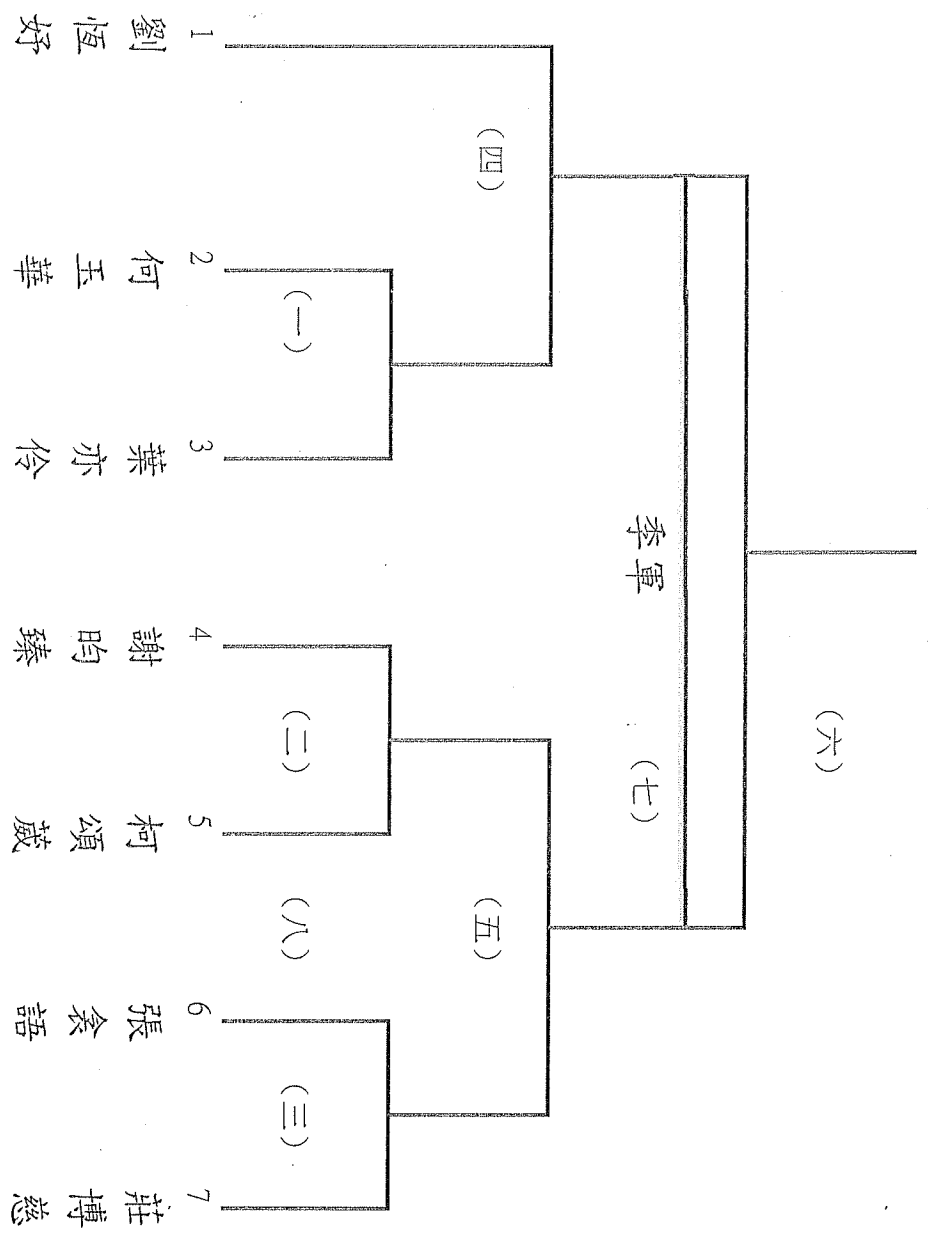 (六)
季軍 (七)
(四) (五)
(一) (二) (八) (三)
1 2 3 4 5 6 7
劉恆妤
何玉華
葉亦伶
謝昀臻
柯頌葳
張語
莊博慈